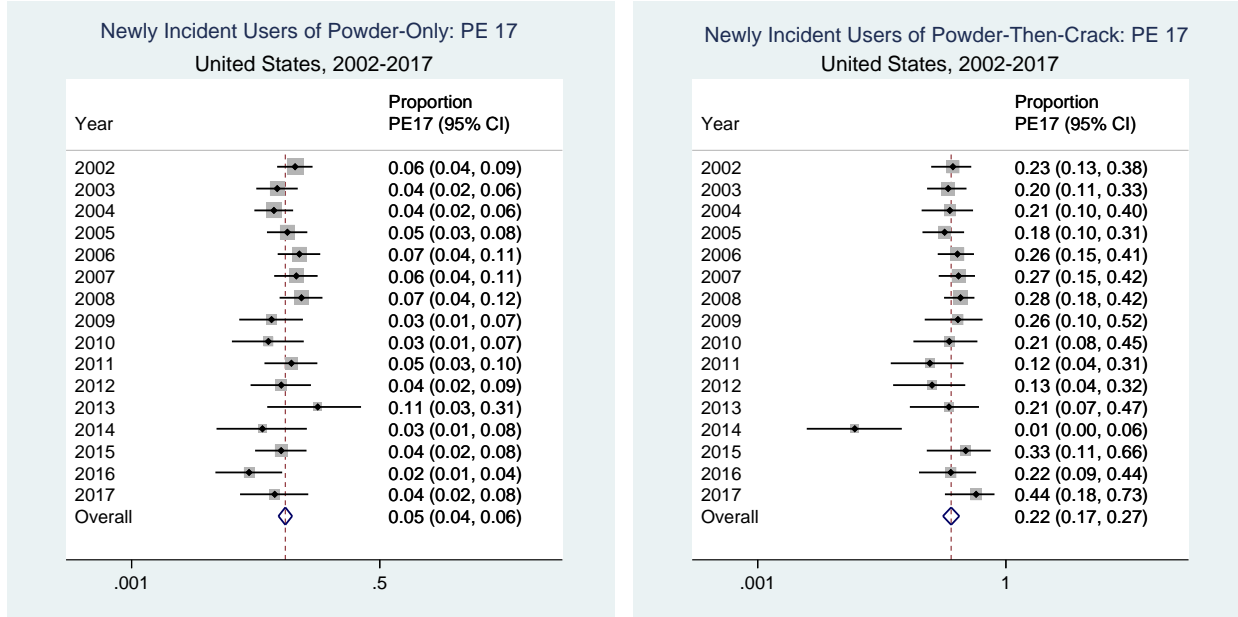 Newly Incident Users of Powder-Only: PE 17
United States, 2002-2017
Proportion
Year PE17 (95% CI)
2002 0.06 (0.04, 0.09)
2003 0.04 (0.02, 0.06)
2004 0.04 (0.02, 0.06)
2005 0.05 (0.03, 0.08)
2006 0.07 (0.04, 0.11)
2007 0.06 (0.04, 0.11)
2008 0.07 (0.04, 0.12)
2009 0.03 (0.01, 0.07)
2010 0.03 (0.01, 0.07)
2011 0.05 (0.03, 0.10)
2012 0.04 (0.02, 0.09)
2013 0.11 (0.03, 0.31)
2014 0.03 (0.01, 0.08)
2015 0.04 (0.02, 0.08)
2016 0.02 (0.01, 0.04)
2017 0.04 (0.02, 0.08)
Overall 0.05 (0.04, 0.06)
.001 .5
Newly Incident Users of Powder-Then-Crack: PE 17
United States, 2002-2017
Proportion
Year PE17 (95% CI)
2002 0.23 (0.13, 0.38)
2003 0.20 (0.11, 0.33)
2004 0.21 (0.10, 0.40)
2005 0.18 (0.10, 0.31)
2006 0.26 (0.15, 0.41)
2007 0.27 (0.15, 0.42)
2008 0.28 (0.18, 0.42)
2009 0.26 (0.10, 0.52)
2010 0.21 (0.08, 0.45)
2011 0.12 (0.04, 0.31)
2012 0.13 (0.04, 0.32)
2013 0.21 (0.07, 0.47)
2014 0.01 (0.00, 0.06)
2015 0.33 (0.11, 0.66)
2016 0.22 (0.09, 0.44)
2017 0.44 (0.18, 0.73)
Overall 0.22 (0.17, 0.27)
.001 1